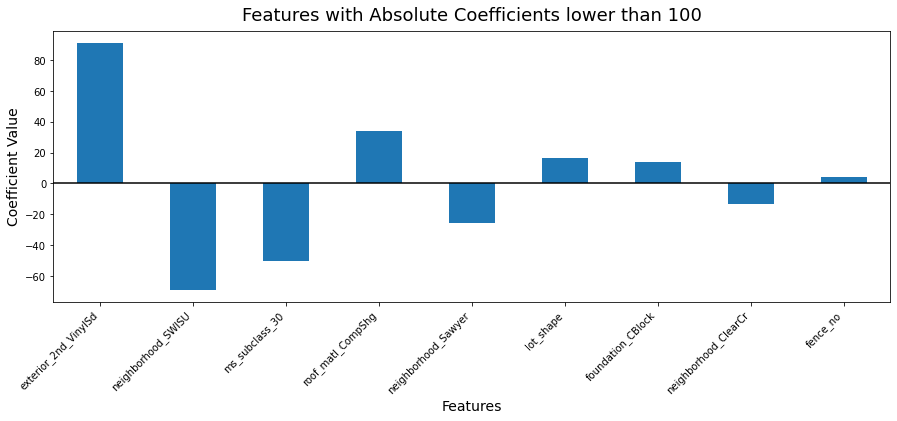 Features with Absolute Coefficients lower than 100
Coefficient Value
80
60
40
20
0
−20
−40
−60
exterior_2nd_VinylSd
neighborhood_SWISU
ms_subclass_30
roof_matl_CompShg
neighborhood_Sawyer
lot_shape
foundation_CBlock
neighborhood_ClearCr
fence_no
Features